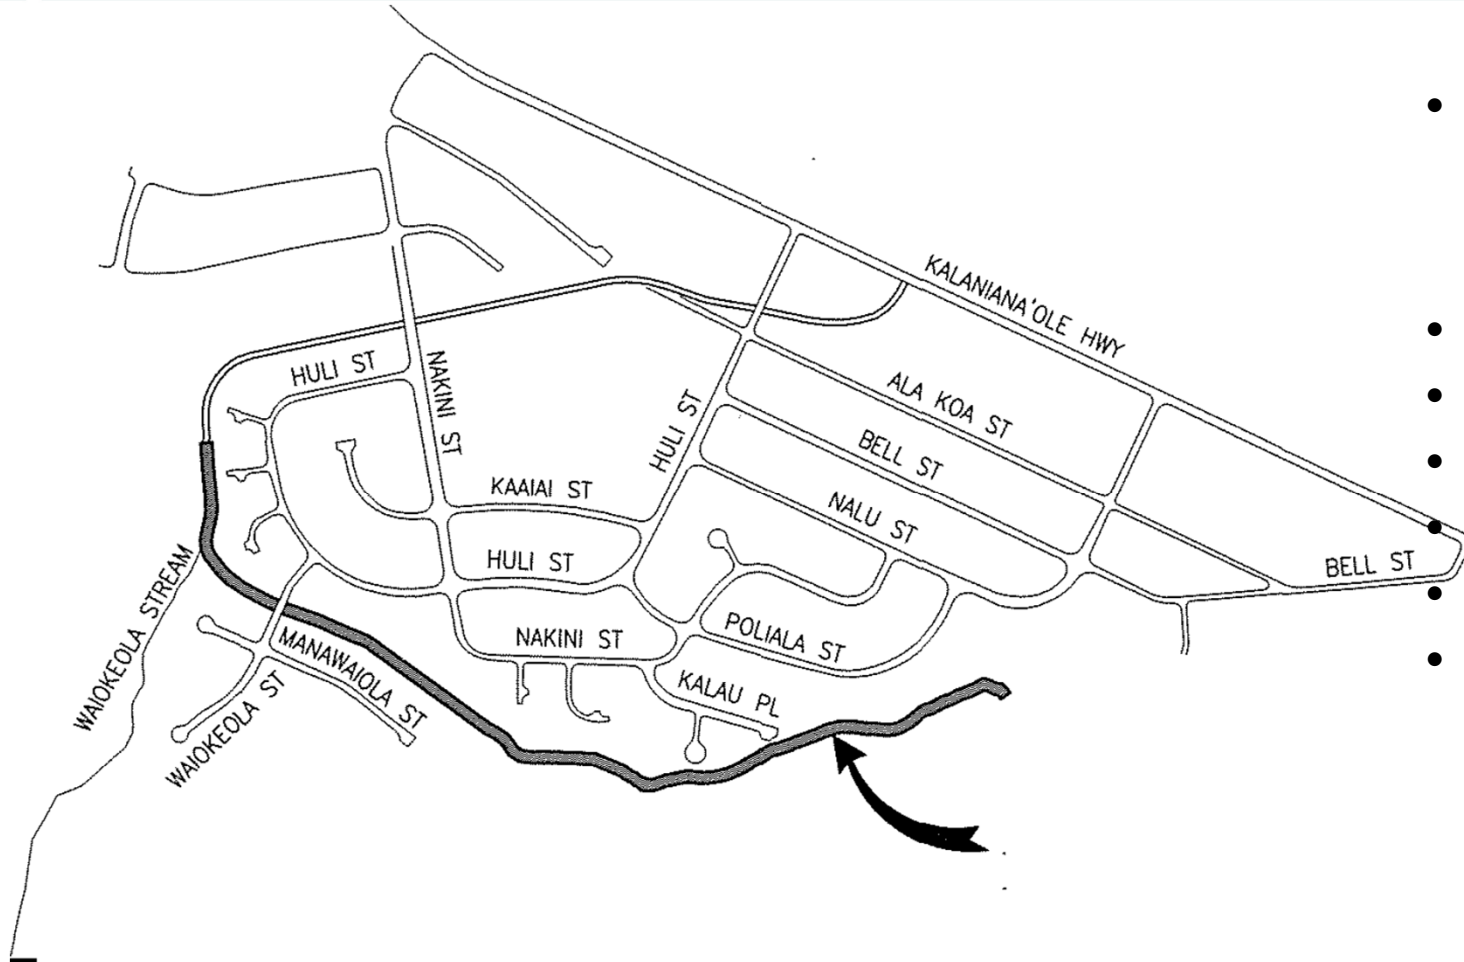 KALANIANA'OLE HWY
HULI ST
NAKINI ST
ALA KOA ST
HULI ST
BELL ST
KAAIAI ST
NALU ST
HULI ST
BELL ST
WAIOKEOLA STREAM
NAKINI ST
POLIALA ST
MANAWAIOLA ST
KALAU PL
WAIOKEOLA ST